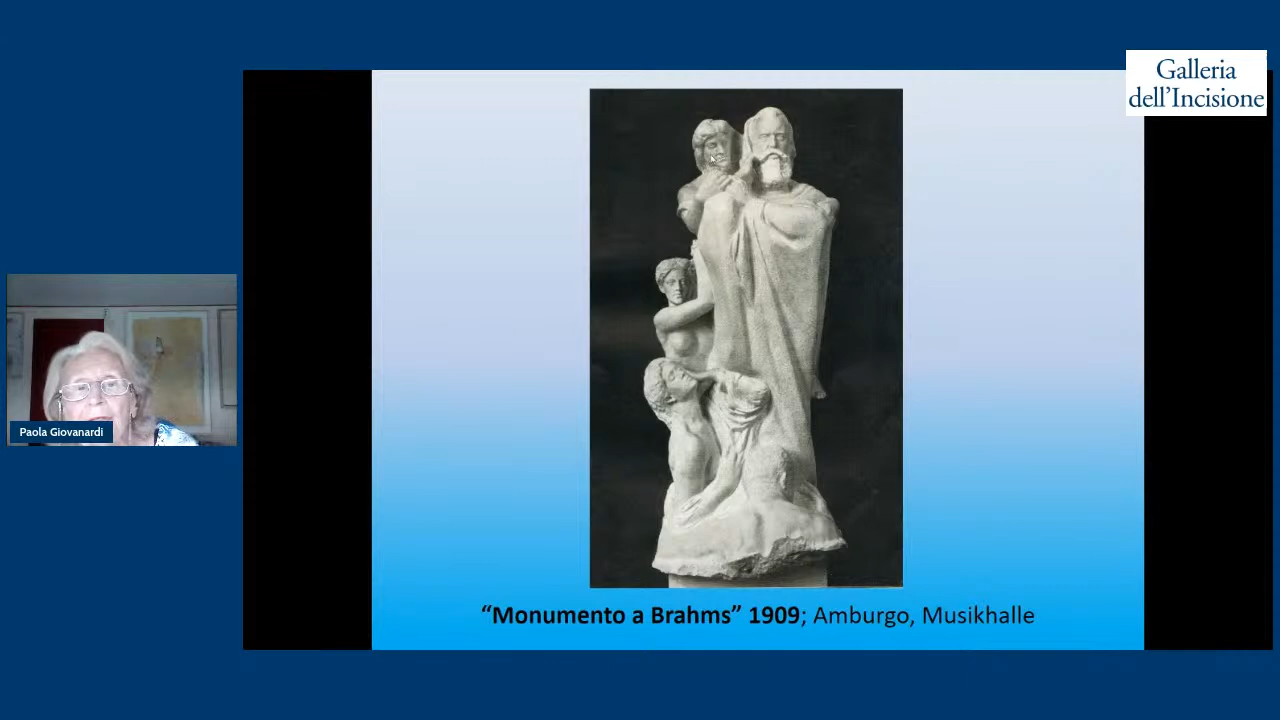 Galleria
dell'Incisione
Paola Giovanardi
“Monumento a Brahms” 1909; Amburgo, Musikhalle